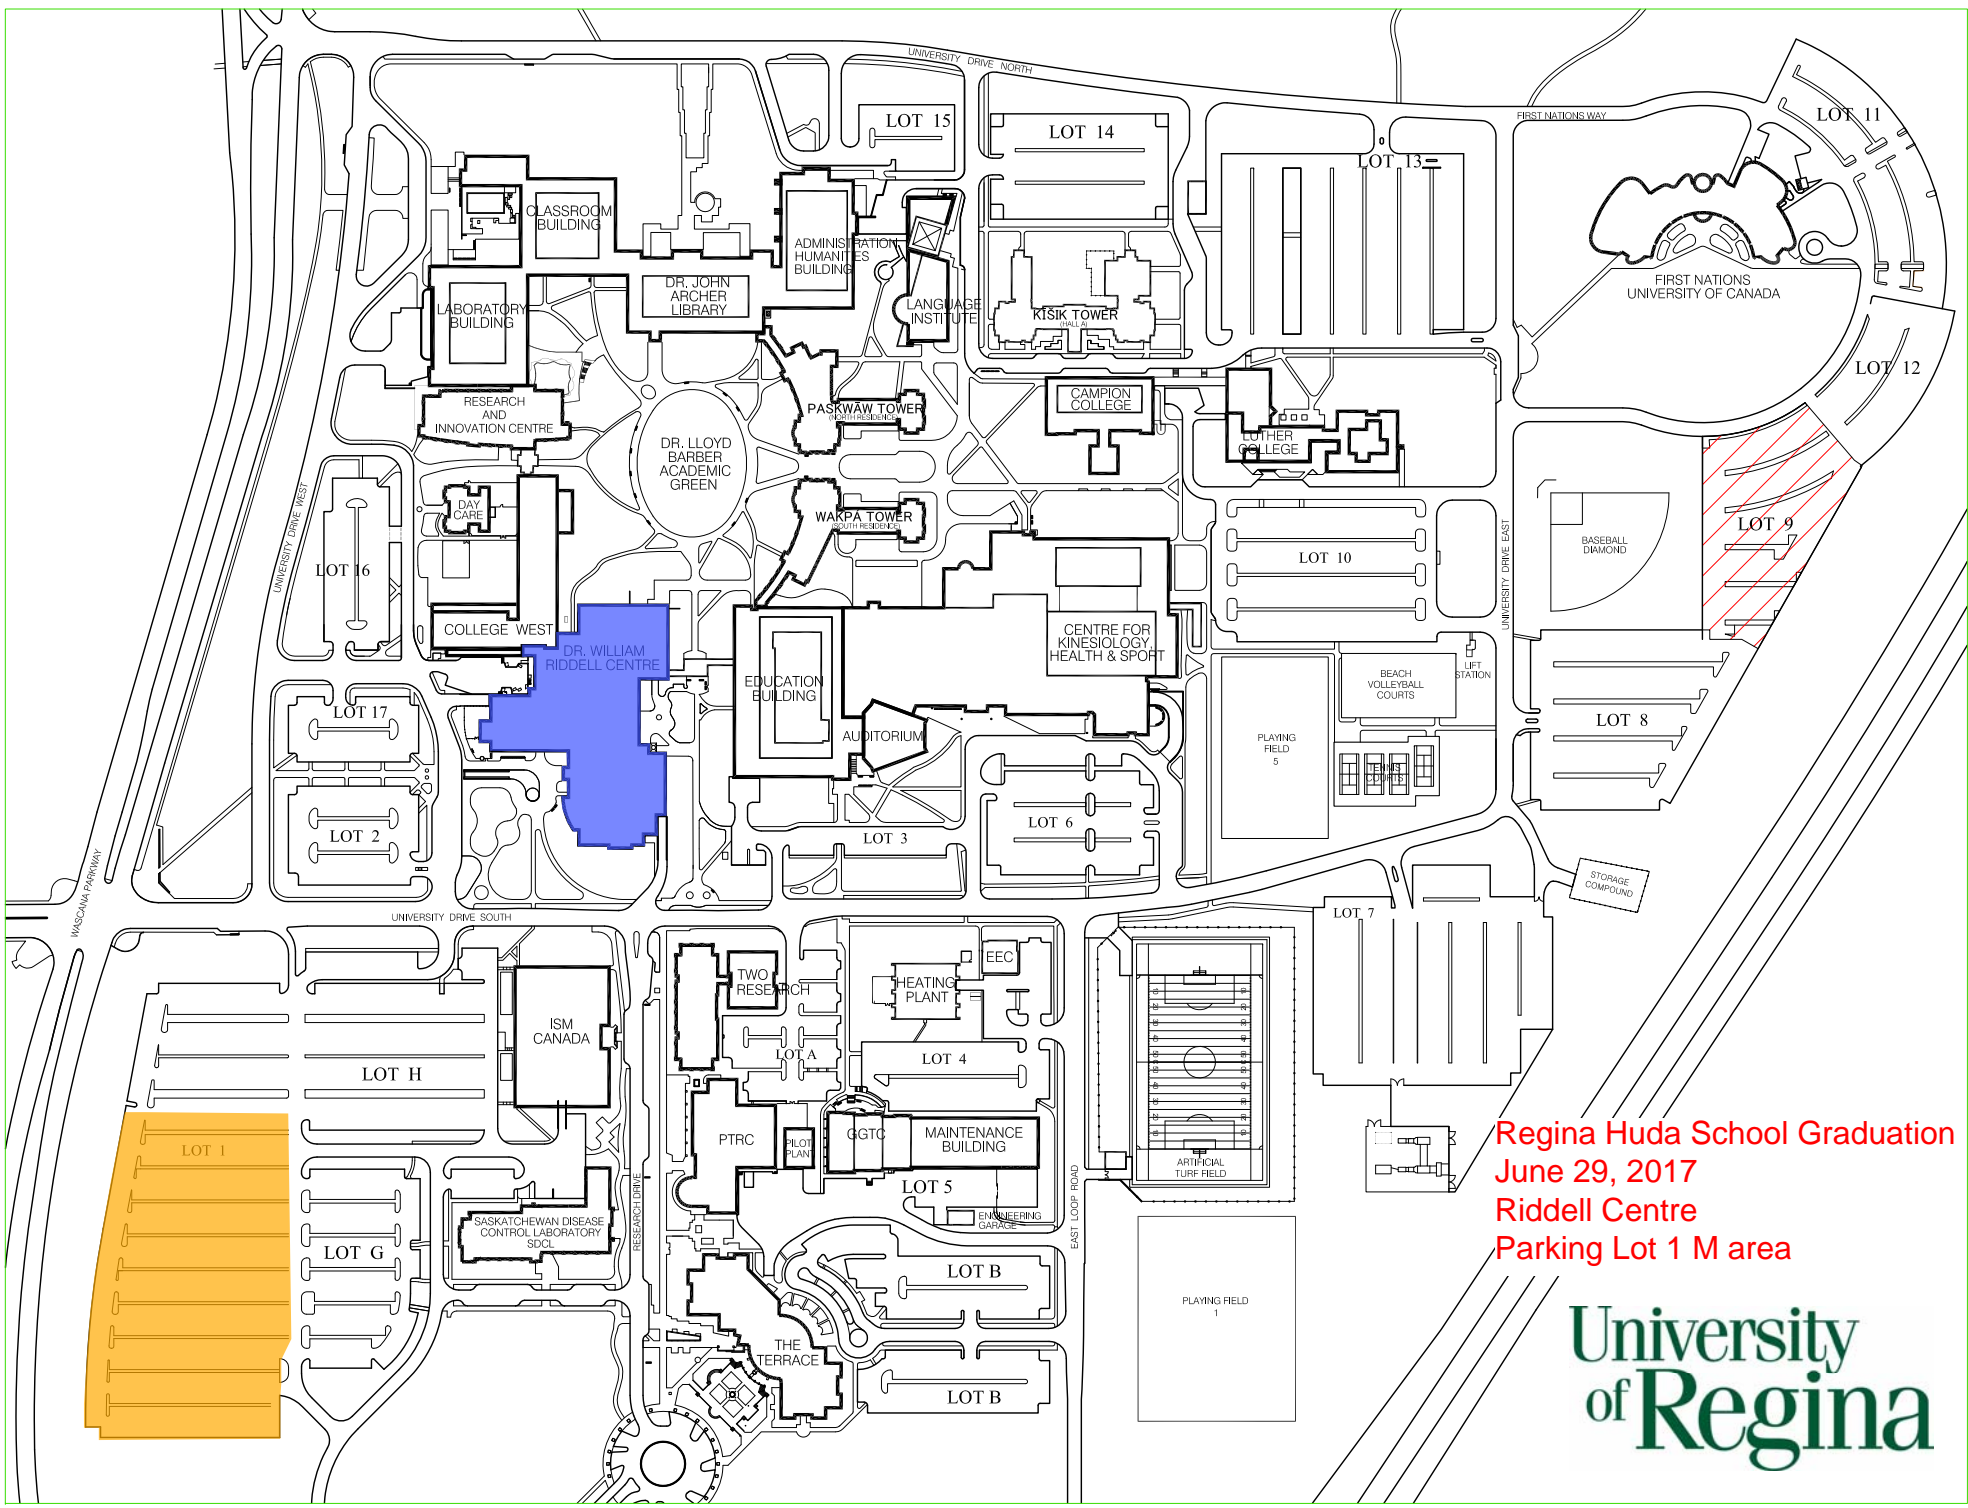 UNIVERSITY DRIVE NORTH
FIRST NATIONS WAY
LOT 11
LOT 15
LOT 14
LOT 13
CLASSROOM
BUILDING
ADMINISTRATION
HUMANITIES
BUILDING
DR. JOHN
ARCHER
LIBRARY
LABORATORY
BUILDING
LANGUAGE
INSTITUTE
KĪSIK TOWER
(HALL A)
FIRST NATIONS
UNIVERSITY OF CANADA
LOT 12
RESEARCH
AND
INNOVATION CENTRE
PASKWĀW TOWER
(NORTH RESIDENCE)
CAMPION
COLLEGE
LUTHER
COLLEGE
DR. LLOYD
BARBER
ACADEMIC
GREEN
UNIVERSITY DRIVE WEST
DAY
CARE
WAKPÁ TOWER
(SOUTH RESIDENCE)
LOT 9
BASEBALL
DIAMOND
UNIVERSITY DRIVE EAST
LOT 16
LOT 10
COLLEGE WEST
DR. WILLIAM
RIDDELL CENTRE
CENTRE FOR
KINESIOLOGY,
HEALTH & SPORT
EDUCATION
BUILDING
BEACH
VOLLEYBALL
COURTS
LIFT
STATION
LOT 17
AUDITORIUM
PLAYING
FIELD
5
TENNIS
COURTS
LOT 8
LOT 2
LOT 3
LOT 6
WASCANA PARKWAY
STORAGE
COMPOUND
UNIVERSITY DRIVE SOUTH
LOT 7
TWO
RESEARCH
HEATING
PLANT
EEC
ISM
CANADA
LOT A
LOT 4
LOT H
LOT 1
PTRC
PILOT
PLANT
GGTC
MAINTENANCE
BUILDING
ARTIFICIAL
TURF FIELD
LOT 5
ENGINEERING
GARAGE
RESEARCH DRIVE
EAST LOOP ROAD
SASKATCHEWAN DISEASE
CONTROL LABORATORY
SDCL
LOT G
LOT B
PLAYING FIELD
1
THE
TERRACE
LOT B
Regina Huda School Graduation
June 29, 2017
Riddell Centre
Parking Lot 1 M area
University
of Regina